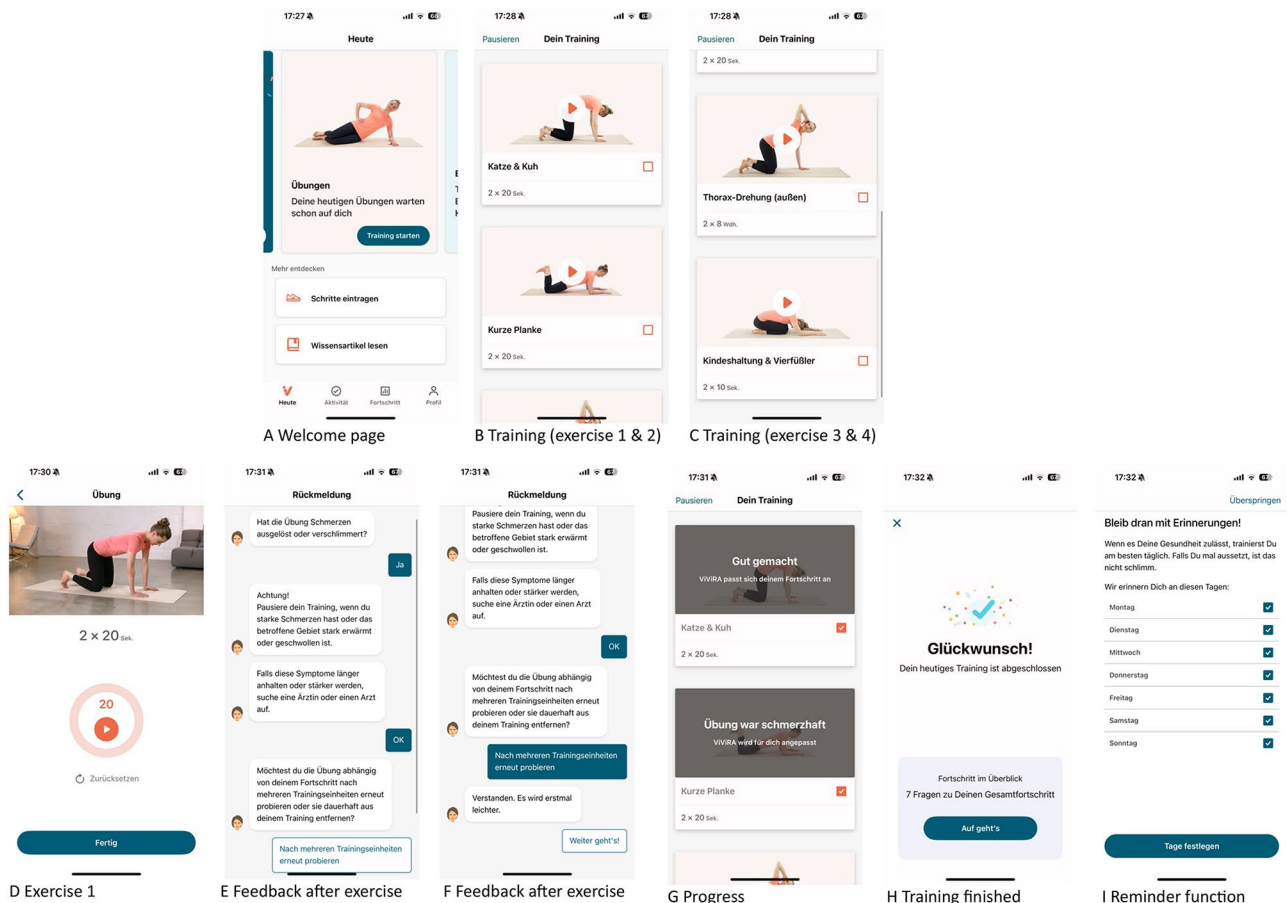 17:27
Heute
Übungen
Deine heutigen Übungen warten
schon auf dich
Training starten
Mehr entdecken
Schritte eintragen
Wissensartikel lesen
Heute
Aktivität
Fortschritt
Profil
A Welcome page
17:28
Pausieren
Dein Training
Katze & Kuh
2 × 20 Sek.
Kurze Planke
2 × 20 Sek.
B Training (exercise 1 & 2)
17:28
Pausieren
Dein Training
2 × 20 Sek.
Thorax-Drehung (außen)
2 × 8 Wdh.
Kindeshaltung & Vierfüßler
2 × 10 Sek.
C Training (exercise 3 & 4)
17:30
Übung
2 × 20 Sek.
20
Zurücksetzen
Fertig
D Exercise 1
17:31
Rückmeldung
Hat die Übung Schmerzen
ausgelöst oder verschlimmert?
Ja
Achtung!
Pausiere dein Training, wenn du
starke Schmerzen hast oder das
betroffene Gebiet stark erwärmt
oder geschwollen ist.
Falls diese Symptome länger
anhalten oder stärker werden,
suche eine Ärztin oder einen Arzt
auf.
OK
Möchtest du die Übung abhängig
von deinem Fortschritt nach
mehreren Trainingseinheiten erneut
probieren oder sie dauerhaft aus
deinem Training entfernen?
Nach mehreren Trainingseinheiten
erneut probieren
E Feedback after exercise
17:31
Rückmeldung
Pausiere dein Training, wenn du
starke Schmerzen hast oder das
betroffene Gebiet stark erwärmt
oder geschwollen ist.
Falls diese Symptome länger
anhalten oder stärker werden,
suche eine Ärztin oder einen Arzt
auf.
OK
Möchtest du die Übung abhängig
von deinem Fortschritt nach
mehreren Trainingseinheiten erneut
probieren oder sie dauerhaft aus
deinem Training entfernen?
Nach mehreren Trainingseinheiten
erneut probieren
Verstanden. Es wird erstmal
leichter.
Weiter geht's!
F Feedback after exercise
17:31
Pausieren
Dein Training
Gut gemacht
ViViRA passt sich deinem Fortschritt an
Katze & Kuh
2 × 20 Sek.
Übung war schmerzhaft
ViViRA wird für dich angepasst
Kurze Planke
2 × 20 Sek.
G Progress
17:32
Glückwunsch!
Dein heutiges Training ist abgeschlossen
Fortschritt im Überblick
7 Fragen zu Deinen Gesamtfortschritt
Auf geht's
H Training finished
17:32
Überspringen
Bleib dran mit Erinnerungen!
Wenn es Deine Gesundheit zulässt, trainierst Du
am besten täglich. Falls Du mal aussetzt, ist das
nicht schlimm.
Wir erinnern Dich an diesen Tagen:
Montag
Dienstag
Mittwoch
Donnerstag
Freitag
Samstag
Sonntag
Tage festlegen
I Reminder function